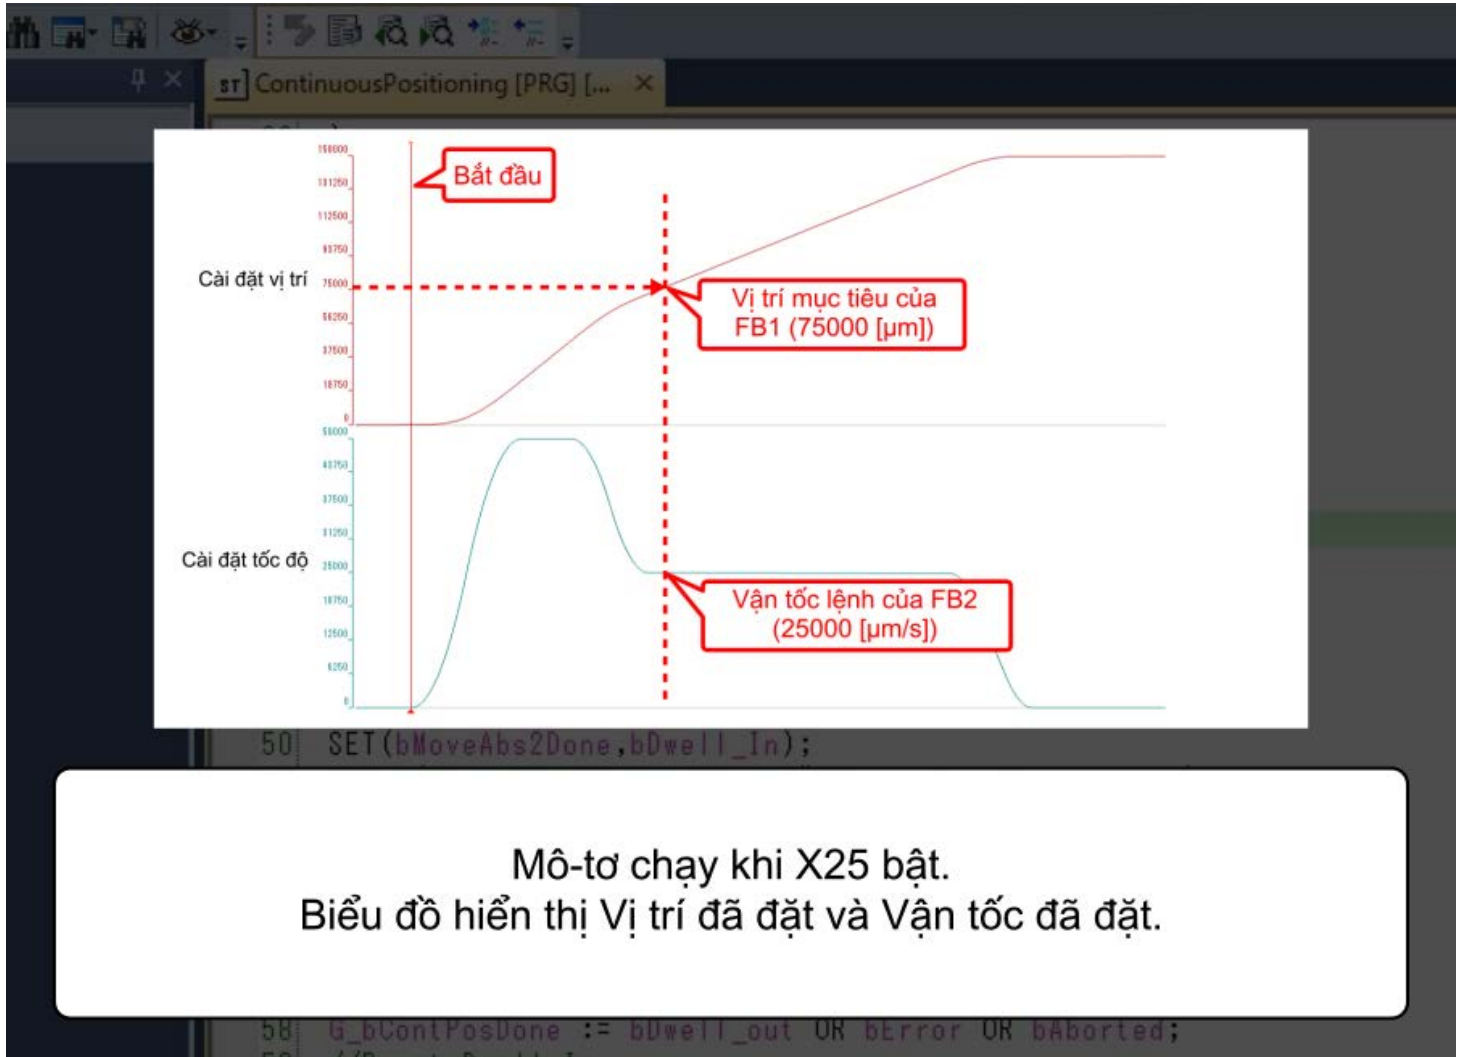 ST ContinuousPositioning [PRG] [... ×
150000
Bắt đầu
131250
112500
93750
Cài đặt vị trí
75000
Vị trí mục tiêu của
FB1 (75000 [µm])
56250
37500
18750
0
50000
43750
37500
31250
Cài đặt tốc độ
25000
Vận tốc lệnh của FB2
(25000 [µm/s])
18750
12500
6250
0
50 SET(bMoveAbs2Done,bDwell_In);
Mô-tơ chạy khi X25 bật.
Biểu đồ hiển thị Vị trí đã đặt và Vận tốc đã đặt.
58 G_bContPosDone := bDwell_out OR bError OR bAborted;